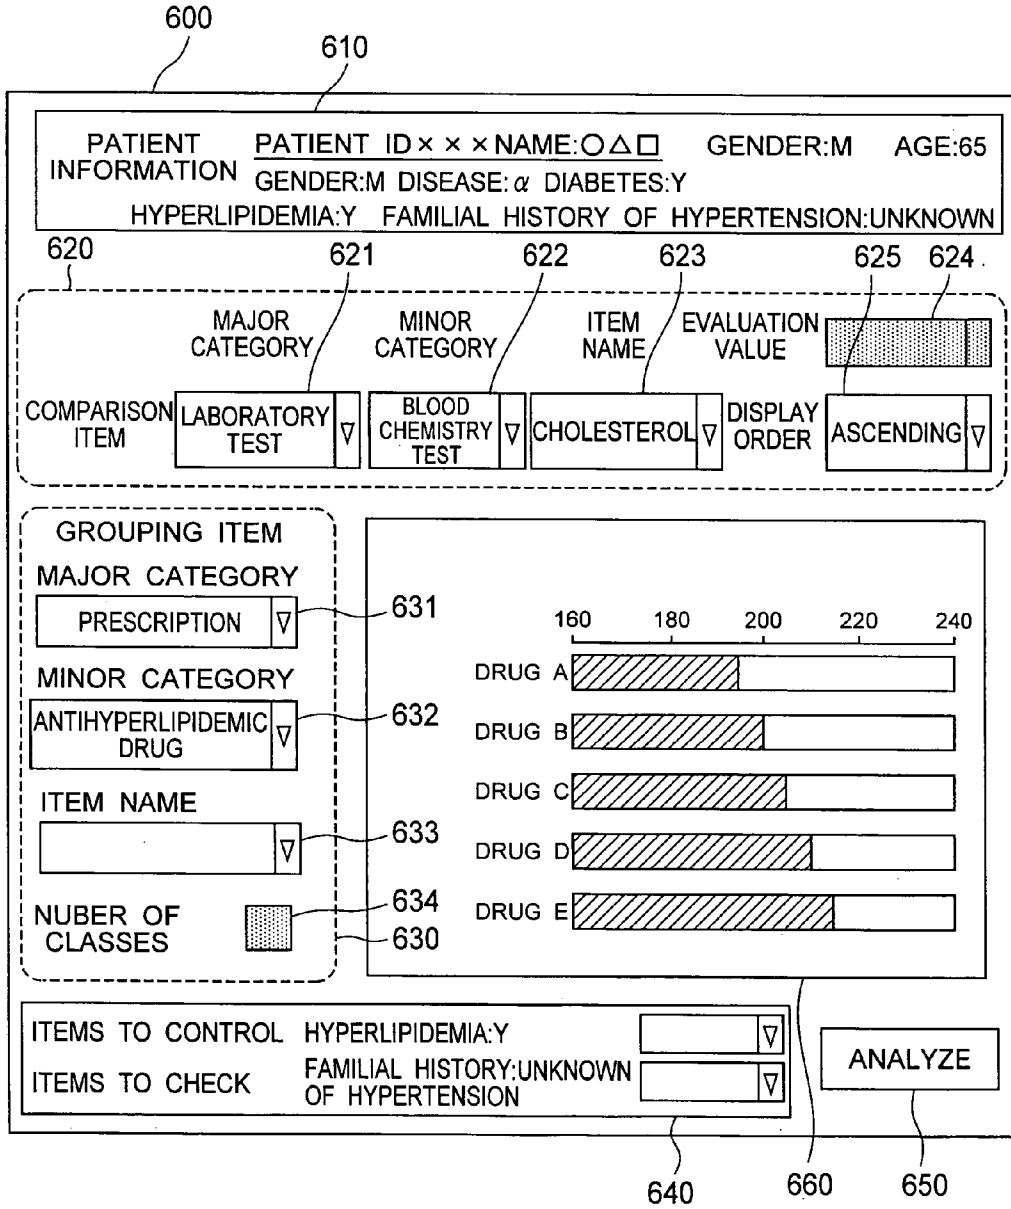 600
610
PATIENT INFORMATION
PATIENT ID × × × NAME:○△□ GENDER:M AGE:65
GENDER:M DISEASE:α DIABETES:Y
HYPERLIPIDEMIA:Y FAMILIAL HISTORY OF HYPERTENSION:UNKNOWN
620
621
622
623
625
624
MAJOR CATEGORY
MINOR CATEGORY
ITEM NAME
EVALUATION VALUE
COMPARISON ITEM
LABORATORY TEST
BLOOD CHEMISTRY TEST
CHOLESTEROL
DISPLAY ORDER
ASCENDING
GROUPING ITEM
MAJOR CATEGORY
PRESCRIPTION
631
MINOR CATEGORY
ANTIHYPERLIPIDEMIC DRUG
632
ITEM NAME
633
NUBER OF CLASSES
634
630
160 180 200 220 240
DRUG A
DRUG B
DRUG C
DRUG D
DRUG E
ITEMS TO CONTROL HYPERLIPIDEMIA:Y
ITEMS TO CHECK FAMILIAL HISTORY:UNKNOWN
OF HYPERTENSION
ANALYZE
640
660
650